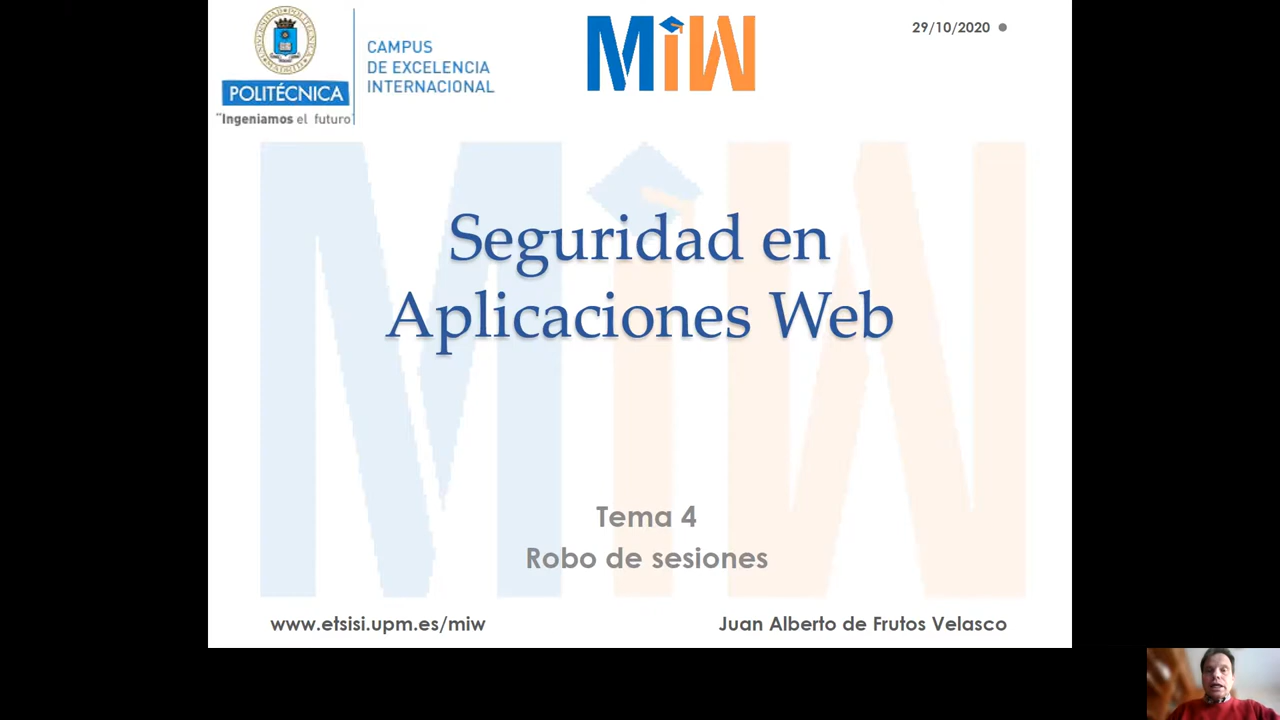 POLITÉCNICA
"Ingeniamos el futuro"
CAMPUS
DE EXCELENCIA
INTERNACIONAL
MiW
29/10/2020
Seguridad en
Aplicaciones Web
Tema 4
Robo de sesiones
www.etsisi.upm.es/miw
Juan Alberto de Frutos Velasco